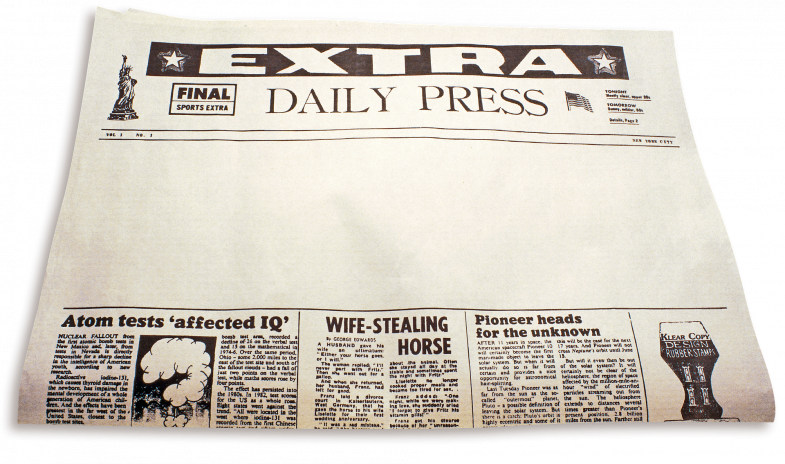 EXTRA
FINAL
SPORTS EXTRA
DAILY PRESS
TONIGHT
TOMORROW
Details, Page 2
VOL. I NO. 1
NEW YORK CITY
Atom tests 'affected IQ'
NUCLEAR FALLOUT from
the first atomic bomb tests in
New Mexico and, later, from
tests in Nevada is directly
responsible for a sharp decline
in the intelligence of American
youth, according to
Radioactive iodine-131
which causes thyroid damage in
the newborn, has impaired the
mental development of a whole
generation of American chil-
dren. And the effects have been
greatest in the far west of the
United States, closest to the
bomb test sites.
bomb test area, recorded a
decline of 26 on the verbal test
and 15 on the mathematical in
1974-5. Over the same period,
Ohio - some 2,000 miles to the
east of the test site and south of
the fallout clouds - had a fall of
just two points on the verbal
test, while maths scores rose by
four points.
The effect has persisted into
the 1980s. In 1982, test scores
for the US as a whole rose.
Eight states went against the
trend. "All were located in the
west where iodine-131 was
recorded from the first Chinese
WIFE-STEALING
HORSE
By GEORGE EDWARDS
A HUSBAND gave his
wife an ultimatum:
"Either your horse goes,
or I will."
The woman replied: "I'll
never part with Fritz."
Then she went out for a
ride.
And when she returned,
her husband, Franz, had
left for good.
Franz told a divorce
court in Kaiserslautern,
West Germany, that he
gave the horse to his wife
Liselotte for their first
wedding anniversary.
"It was a sad mistake,"
about the animal. Often
she stayed all day at the
stable and sometimes spent
the night with Fritz.
Liselotte no longer
cooked proper meals and
became too tired for sex.
Franz added: "One
night, while we were mak-
ing love, she suddenly cried
'I forgot to give Fritz his
vitamin pills!'"
Franz got his divorce
because of her "unreason-
Pioneer heads
for the unknown
AFTER 11 years in space, the
American spacecraft Pioneer 10
will certainly become the first
man-made object to leave the
solar system. But when it will
actually do so is far from
certain and provides a nice
opportunity for astronomical
hair-splitting.
Last Tuesday Pioneer was as
far from the sun as the so-
called "outermost" planet,
Pluto - a possible definition of
leaving the solar system. But
there is a catch: Pluto's orbit is
highly eccentric and some of it
this will be the case for the next
17 years. And Pioneer will not
cross Neptune's orbit until June
13.
But will it even then be out
of the solar system? It will
certainly not be clear of the
heliosphere, the region of space
affected by the million-mile-an-
hour "wind" of electrified
particles streaming out from
the sun. The heliosphere
extends to distances several
times greater than Pioneer's
present position, 2.8 billion
miles from the sun. Farther still
KLEAR COPY
DESIGN
RUBBER STAMPS